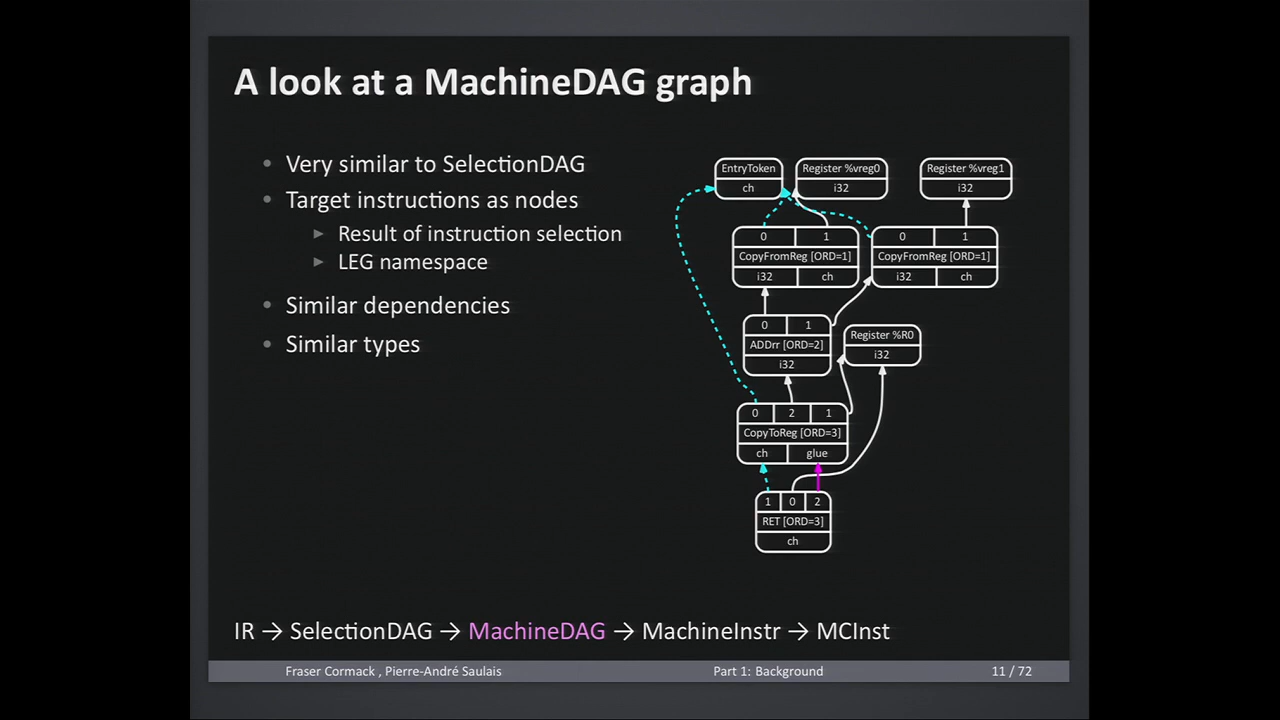 A look at a MachineDAG graph
• Very similar to SelectionDAG
• Target instructions as nodes
▶ Result of instruction selection
▶ LEG namespace
• Similar dependencies
• Similar types
EntryToken
ch
Register %vreg0
i32
Register %vreg1
i32
0 1
CopyFromReg [ORD=1]
i32 ch
0 1
CopyFromReg [ORD=1]
i32 ch
0 1
ADDrr [ORD=2]
i32
Register %R0
i32
0 2 1
CopyToReg [ORD=3]
ch glue
1 0 2
RET [ORD=3]
ch
IR → SelectionDAG → MachineDAG → MachineInstr → MCInst
Fraser Cormack , Pierre-André Saulais Part 1: Background 11 / 72